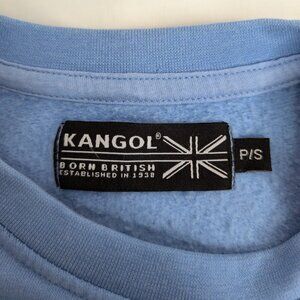 KANGOL®
BORN BRITISH
ESTABLISHED IN 1938
P/S